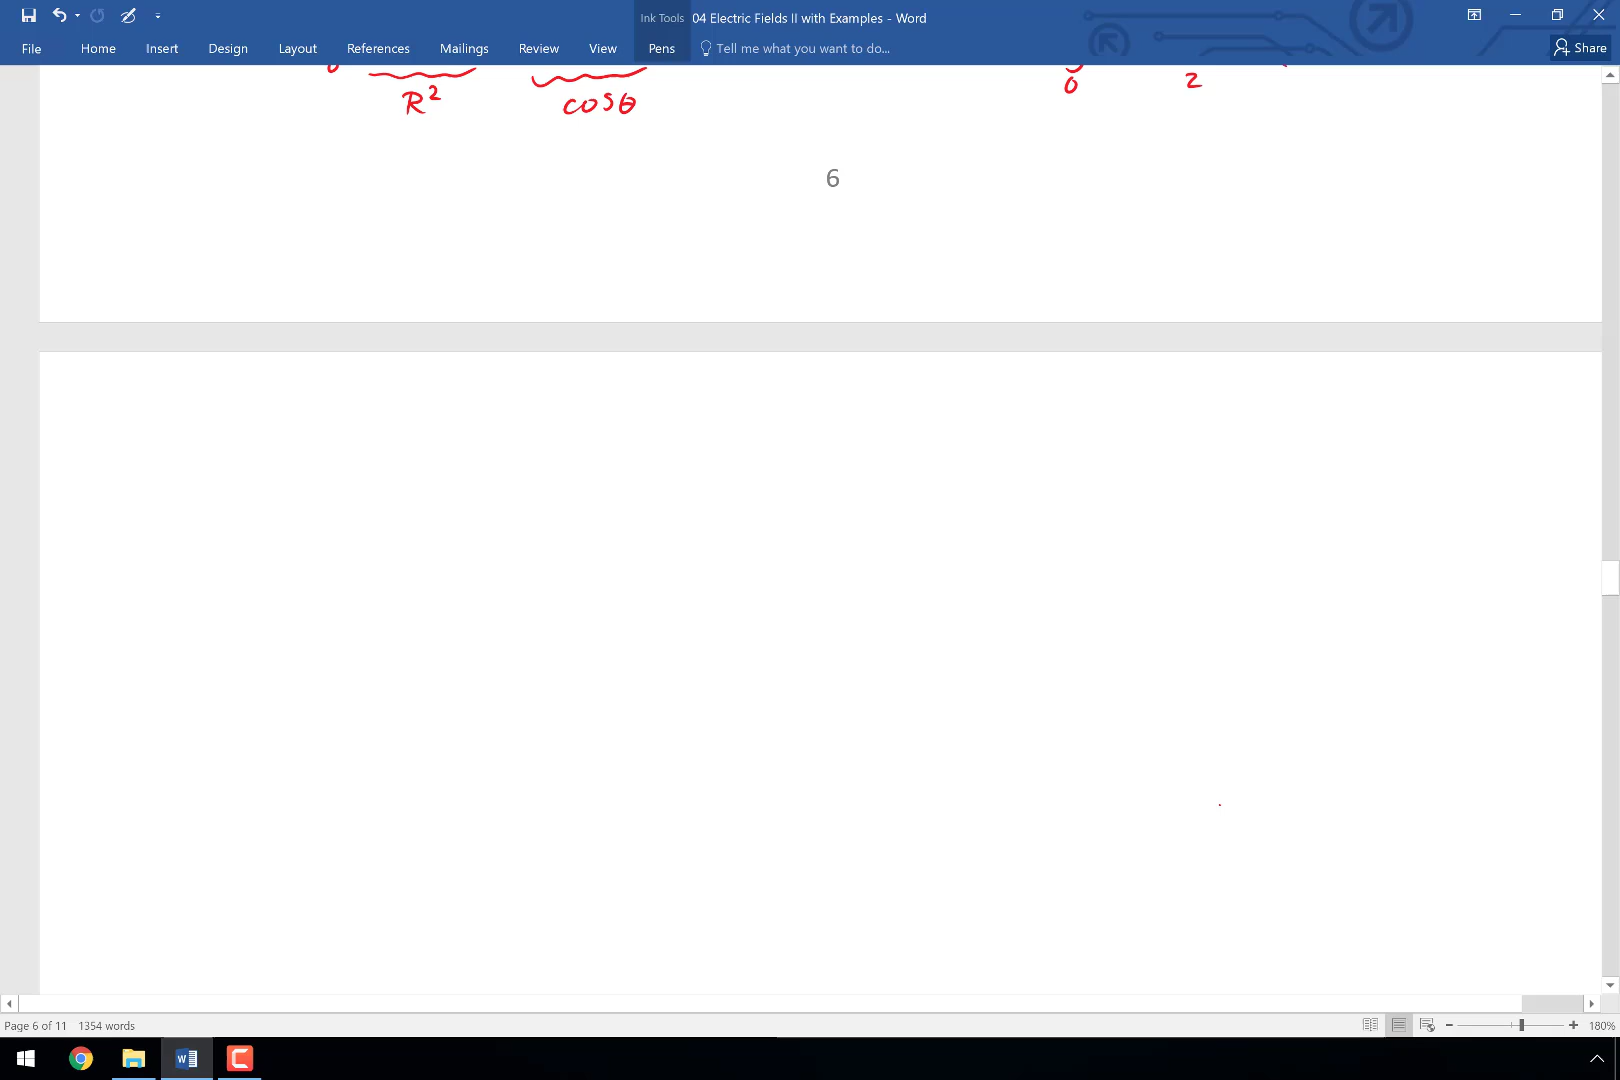 Ink Tools 04 Electric Fields II with Examples - Word
File Home Insert Design Layout References Mailings Review View Pens Tell me what you want to do... Share
0 2
R² cosθ
6
Page 6 of 11 1354 words 180%